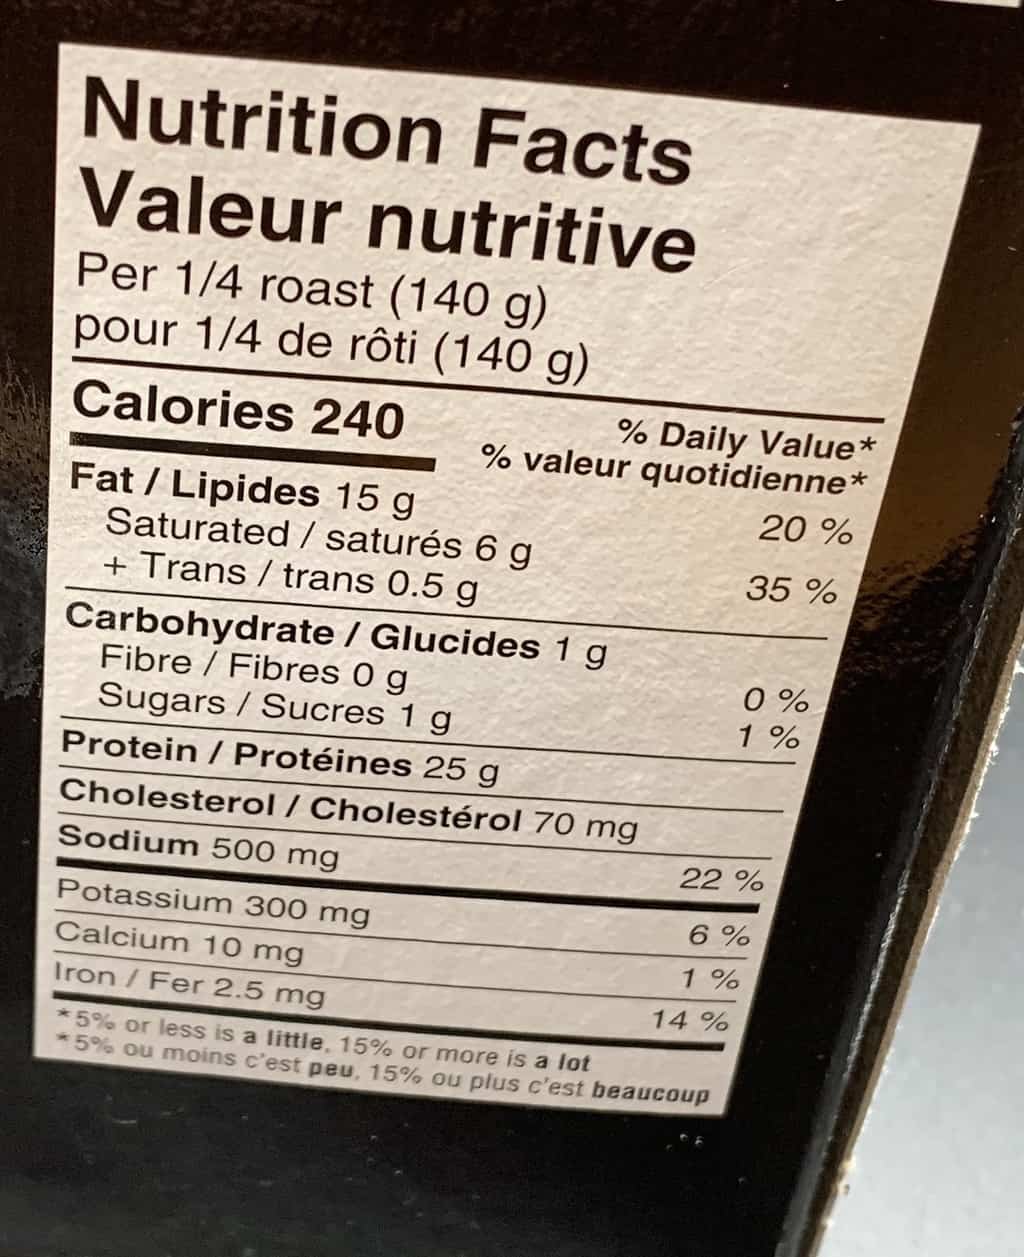 Nutrition Facts
Valeur nutritive
Per 1/4 roast (140 g)
pour 1/4 de rôti (140 g)
Calories 240
% Daily Value*
% valeur quotidienne*
Fat / Lipides 15 g 20 %
Saturated / saturés 6 g
+ Trans / trans 0.5 g 35 %
Carbohydrate / Glucides 1 g
Fibre / Fibres 0 g 0 %
Sugars / Sucres 1 g 1 %
Protein / Protéines 25 g
Cholesterol / Cholestérol 70 mg
Sodium 500 mg 22 %
Potassium 300 mg 6 %
Calcium 10 mg 1 %
Iron / Fer 2.5 mg 14 %
*5% or less is a little, 15% or more is a lot
*5% ou moins c'est peu, 15% ou plus c'est beaucoup